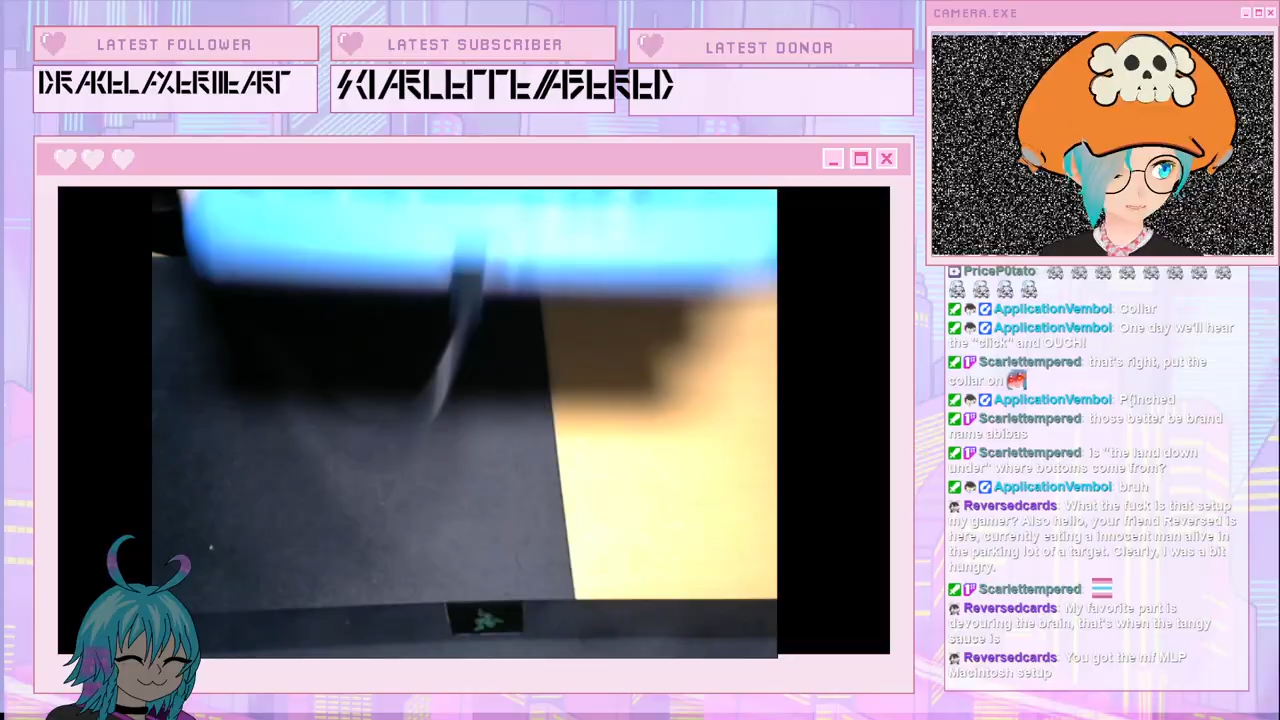 LATEST FOLLOWER
LATEST SUBSCRIBER
LATEST DONOR
CAMERA.EXE
SCARLETTEMPERED
PriceP0tato
ApplicationVembol: Collar
ApplicationVembol: One day we'll hear
the "click" and OUCH!
Scarlettempered: that's right, put the
collar on
ApplicationVembol: P{inched
Scarlettempered: those better be brand
name abibas
Scarlettempered: is "the land down
under" where bottoms come from?
ApplicationVembol: bruh
Reversedcards: What the fuck is that setup
my gamer? Also hello, your friend Reversed is
here, currently eating a innocent man alive in
the parking lot of a target. Clearly, I was a bit
hungry.
Scarlettempered:
Reversedcards: My favorite part is
devouring the brain, that's when the tangy
sauce is
Reversedcards: You got the mf MLP
Macintosh setup